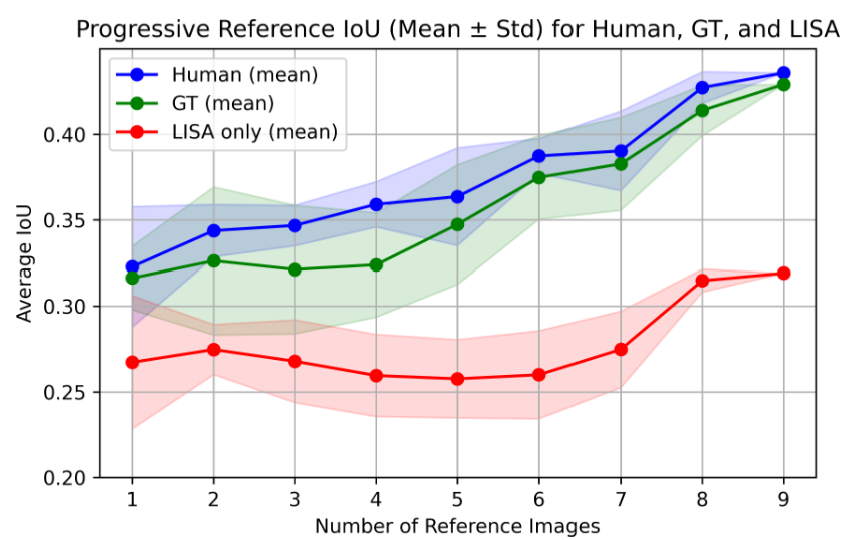 Progressive Reference IoU (Mean ± Std) for Human, GT, and LISA
Human (mean)
GT (mean)
LISA only (mean)
Average IoU
0.40
0.35
0.30
0.25
0.20
1 2 3 4 5 6 7 8 9
Number of Reference Images